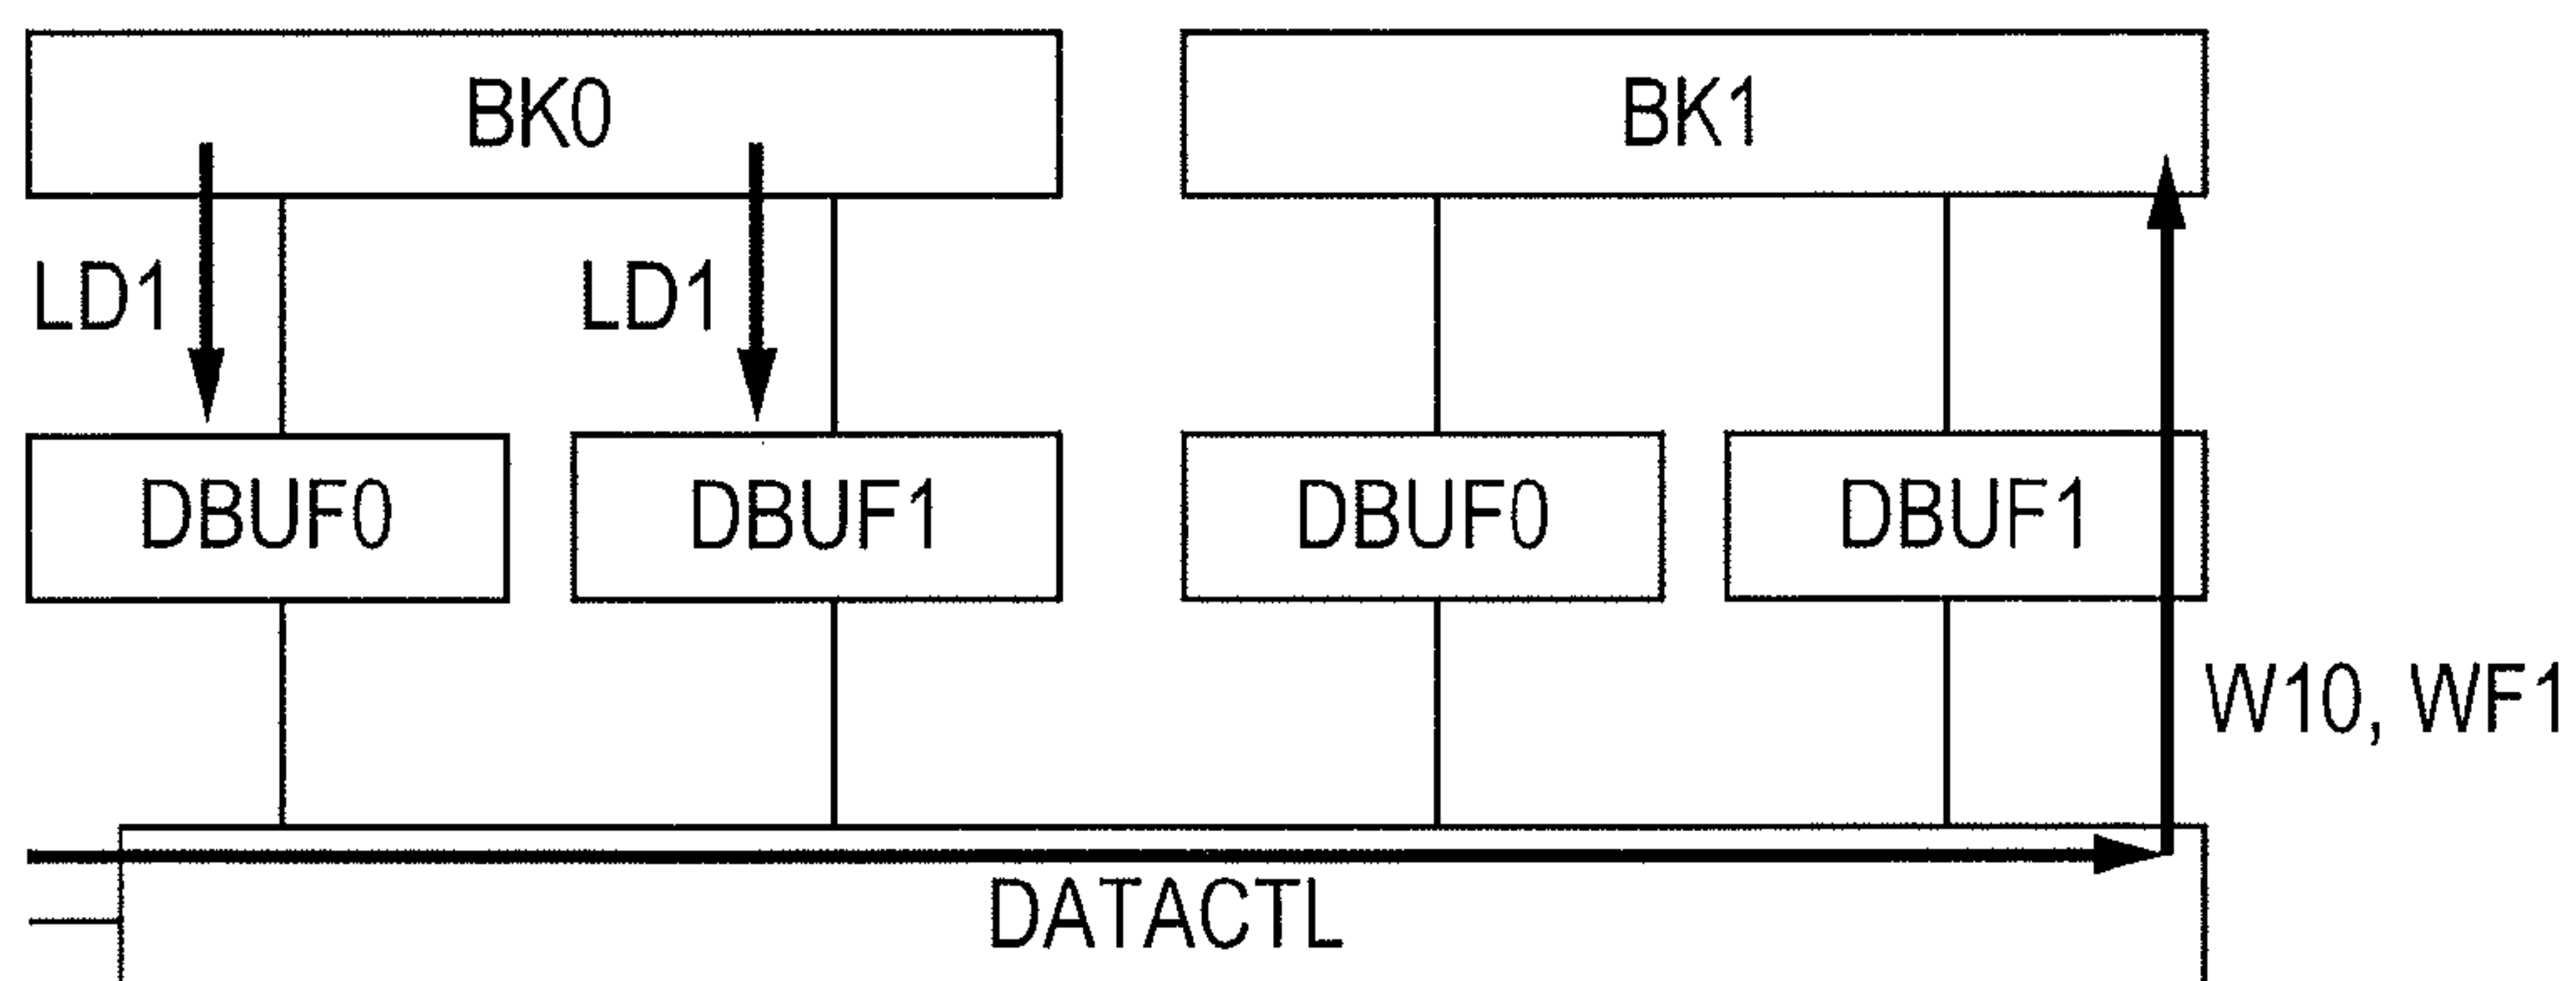 BK0 BK1
LD1 LD1
DBUF0 DBUF1 DBUF0 DBUF1
W10, WF1
DATACTL